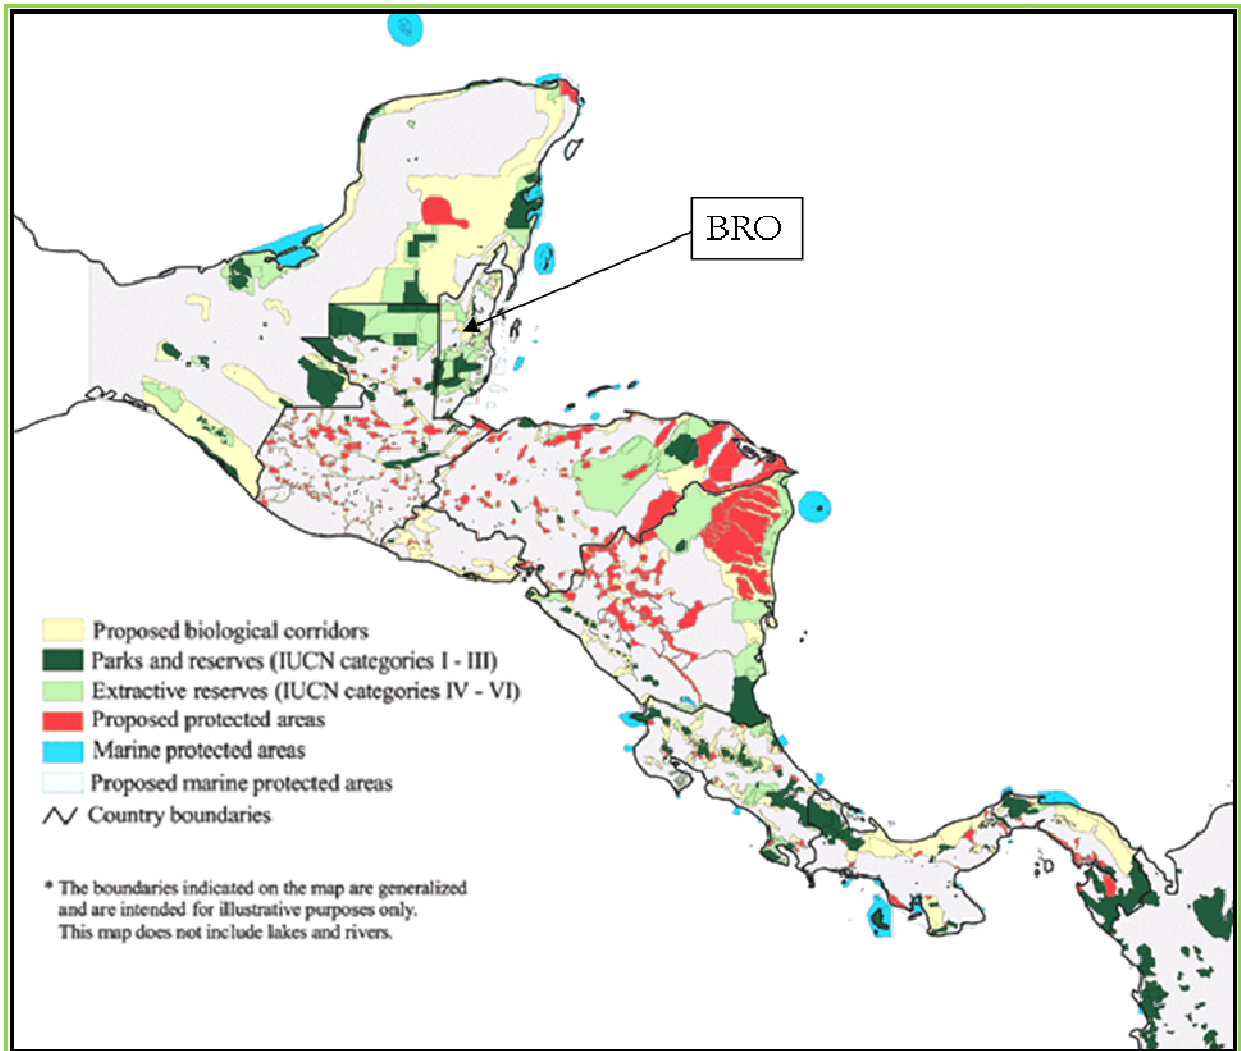 BRO
Proposed biological corridors
Parks and reserves (IUCN categories I - III)
Extractive reserves (IUCN categories IV - VI)
Proposed protected areas
Marine protected areas
Proposed marine protected areas
Country boundaries
* The boundaries indicated on the map are generalized
and are intended for illustrative purposes only.
This map does not include lakes and rivers.